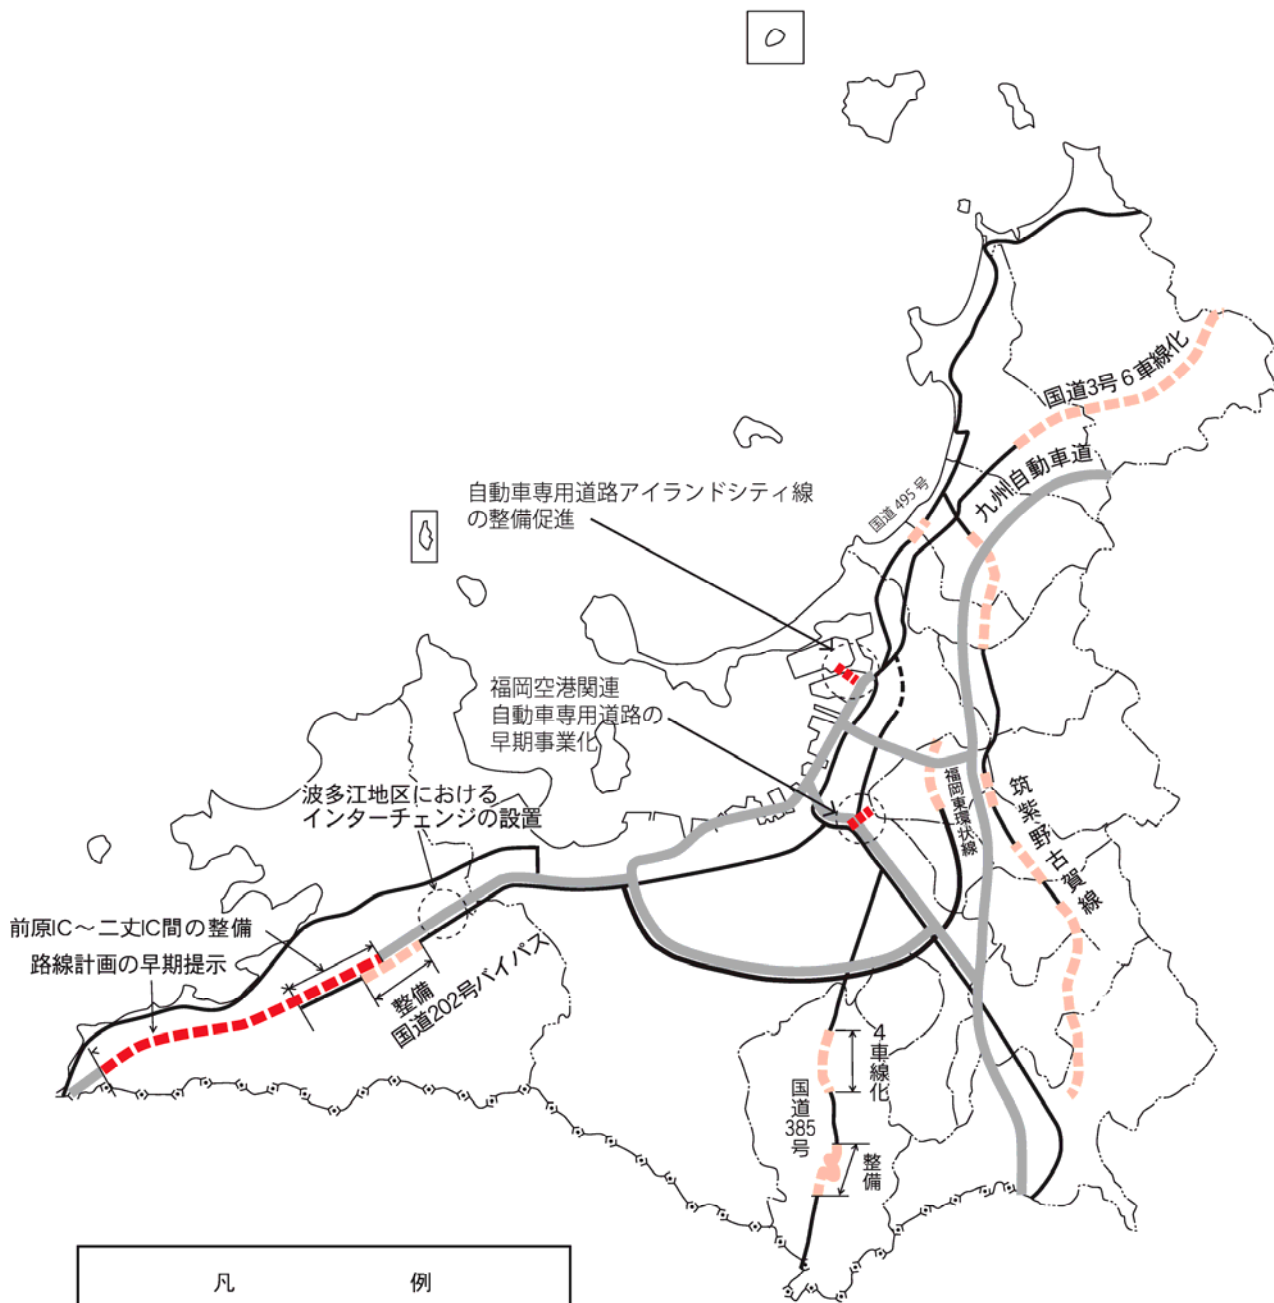 国道3号6車線化
九州自動車道
国道 495 号
自動車専用道路アイランドシティ線
の整備促進
福岡空港関連
自動車専用道路の
早期事業化
波多江地区における
インターチェンジの設置
福岡東環状線
筑紫野古賀線
前原IC～二丈IC間の整備
路線計画の早期提示
整備
国道202号バイパス
4車線化
国道385号
整備
凡 例